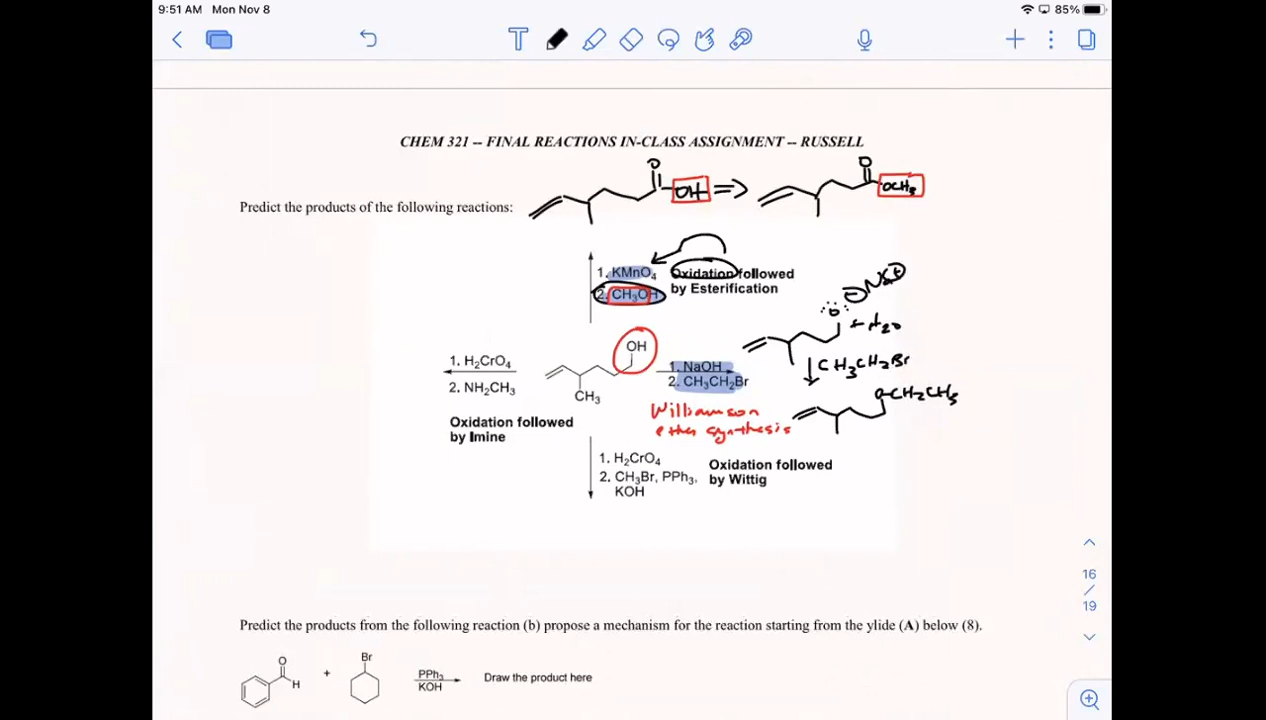 9:51 AM Mon Nov 8
85%
CHEM 321 -- FINAL REACTIONS IN-CLASS ASSIGNMENT -- RUSSELL
O
OH
O
OCH3
Predict the products of the following reactions:
1. KMnO4
2. CH3OH
Oxidation followed
by Esterification
Na+
O
+ H2O
OH
CH3
1. H2CrO4
2. NH2CH3
1. NaOH
2. CH3CH2Br
CH3CH2Br
OCH2CH3
Williamson
ether synthesis
Oxidation followed
by Imine
1. H2CrO4
2. CH3Br, PPh3,
KOH
Oxidation followed
by Wittig
16
/
19
Predict the products from the following reaction (b) propose a mechanism for the reaction starting from the ylide (A) below (8).
O
H
+
Br
PPh3
KOH
Draw the product here